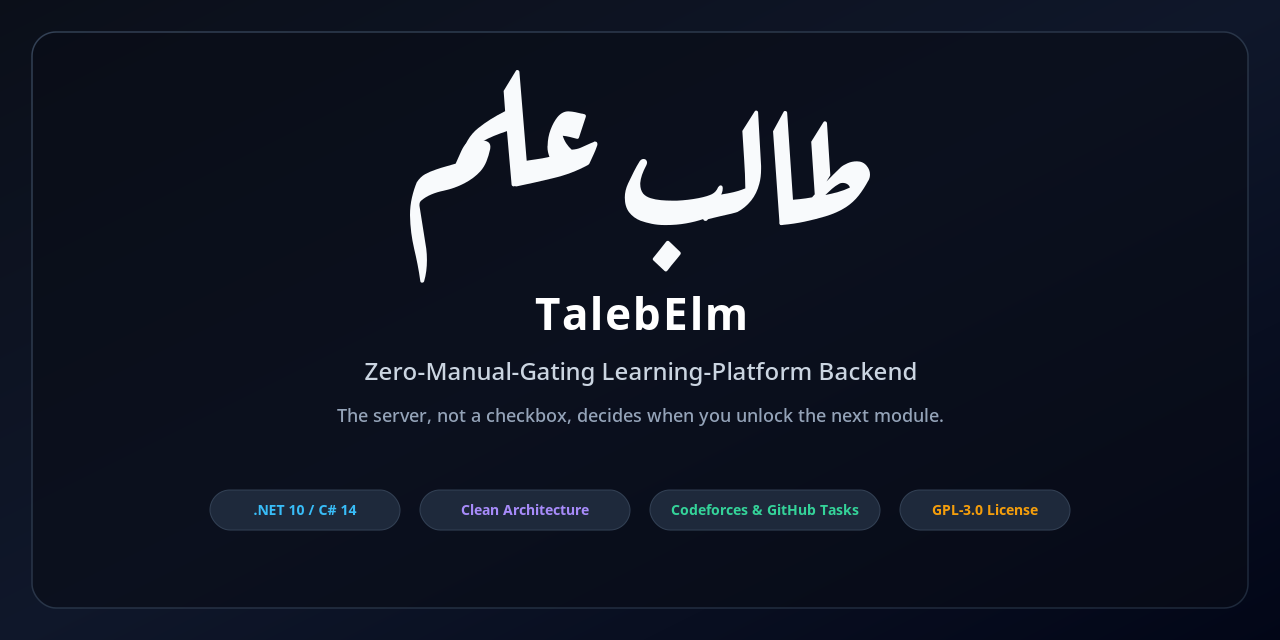 طالب علم
TalebElm
Zero-Manual-Gating Learning-Platform Backend
The server, not a checkbox, decides when you unlock the next module.
.NET 10 / C# 14
Clean Architecture
Codeforces & GitHub Tasks
GPL-3.0 License